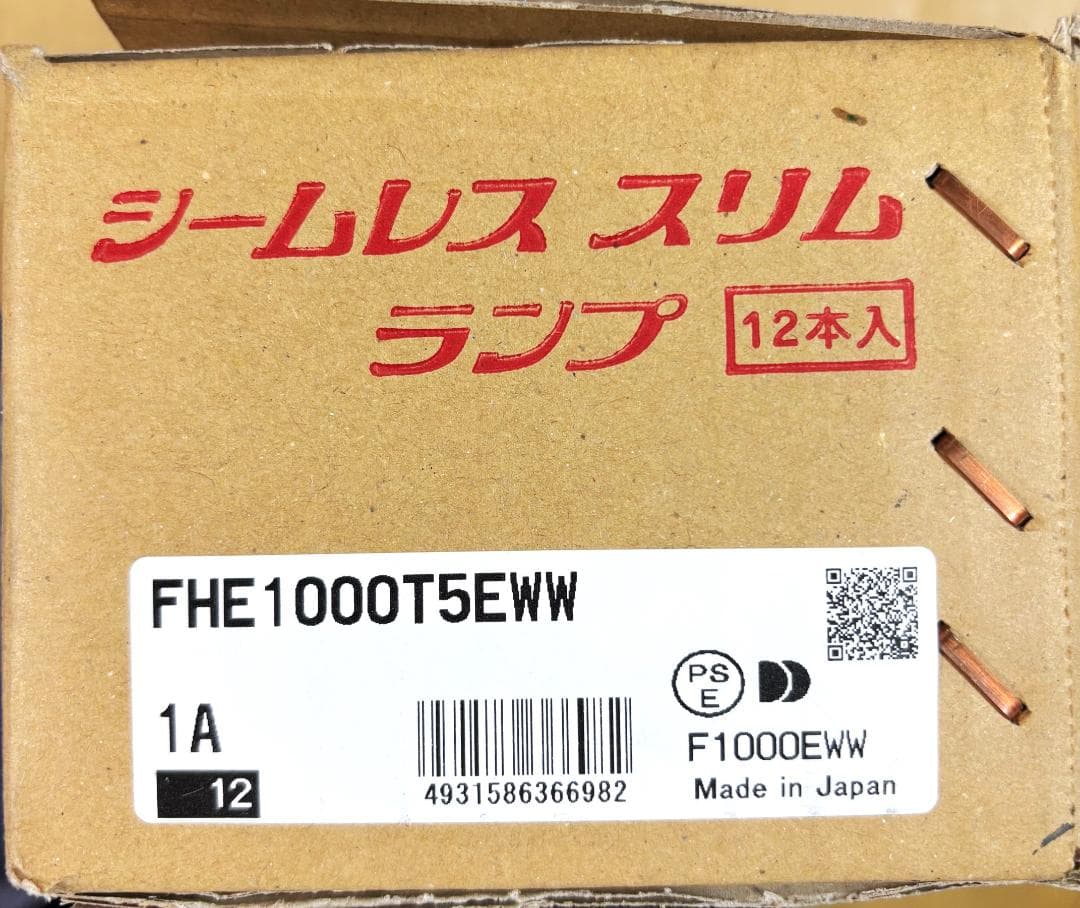 シームレス スリム
ランプ 12本入
FHE1000T5EWW
PS
E
1A
F1000EWW
12
4931586366982
Made in Japan